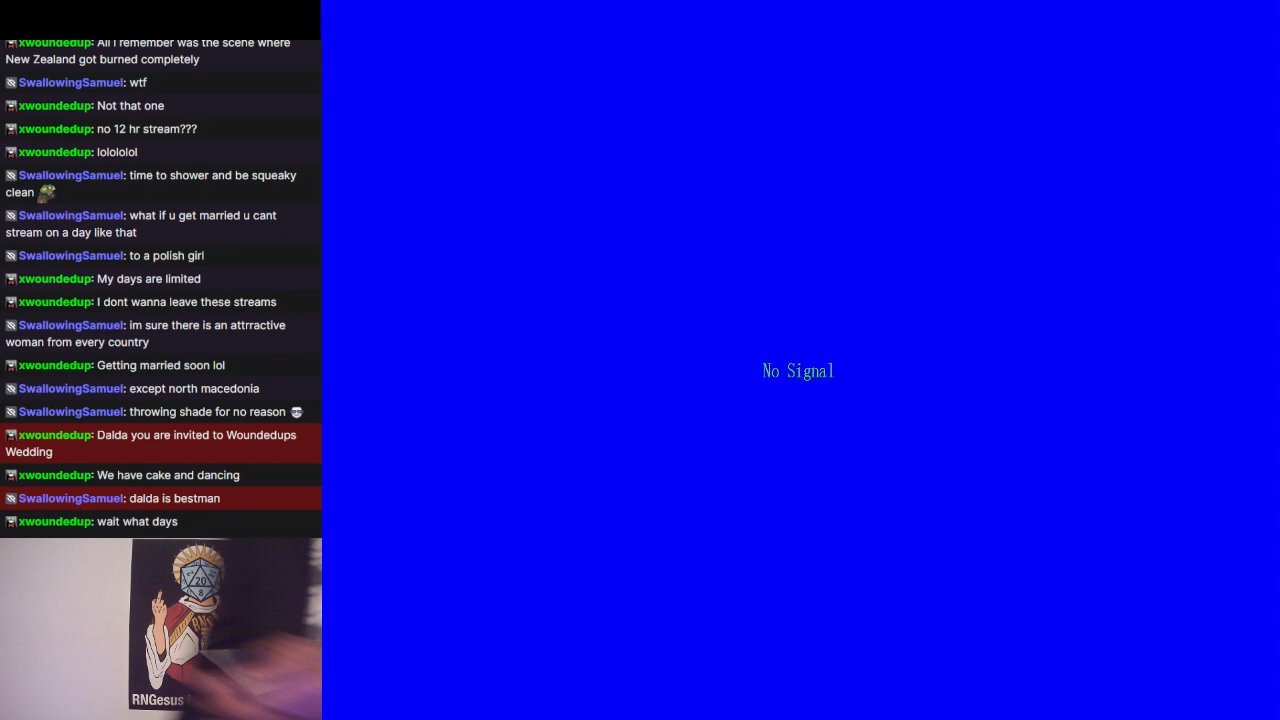 xwoundedup: All I remember was the scene where
New Zealand got burned completely
SwallowingSamuel: wtf
xwoundedup: Not that one
xwoundedup: no 12 hr stream???
xwoundedup: lolololol
SwallowingSamuel: time to shower and be squeaky
clean
SwallowingSamuel: what if u get married u cant
stream on a day like that
SwallowingSamuel: to a polish girl
xwoundedup: My days are limited
xwoundedup: I dont wanna leave these streams
SwallowingSamuel: im sure there is an attrractive
woman from every country
xwoundedup: Getting married soon lol
SwallowingSamuel: except north macedonia
SwallowingSamuel: throwing shade for no reason
xwoundedup: Dalda you are invited to Woundedups
Wedding
xwoundedup: We have cake and dancing
SwallowingSamuel: dalda is bestman
xwoundedup: wait what days
No Signal
20
8
RNGesus